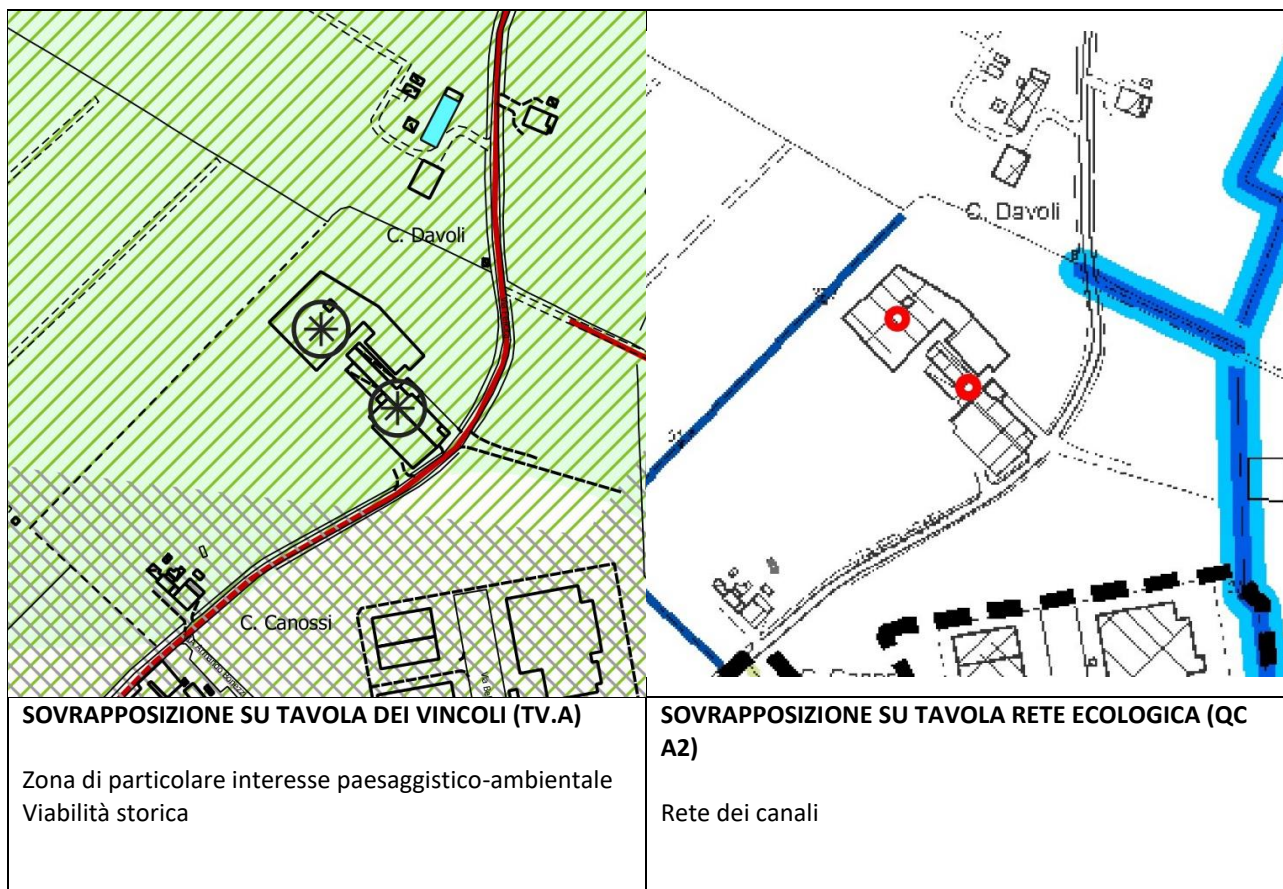 C. Davoli
C. Canossi
C. Davoli
SOVRAPPOSIZIONE SU TAVOLA DEI VINCOLI (TV.A)
Zona di particolare interesse paesaggistico-ambientale
Viabilità storica
SOVRAPPOSIZIONE SU TAVOLA RETE ECOLOGICA (QC
A2)
Rete dei canali